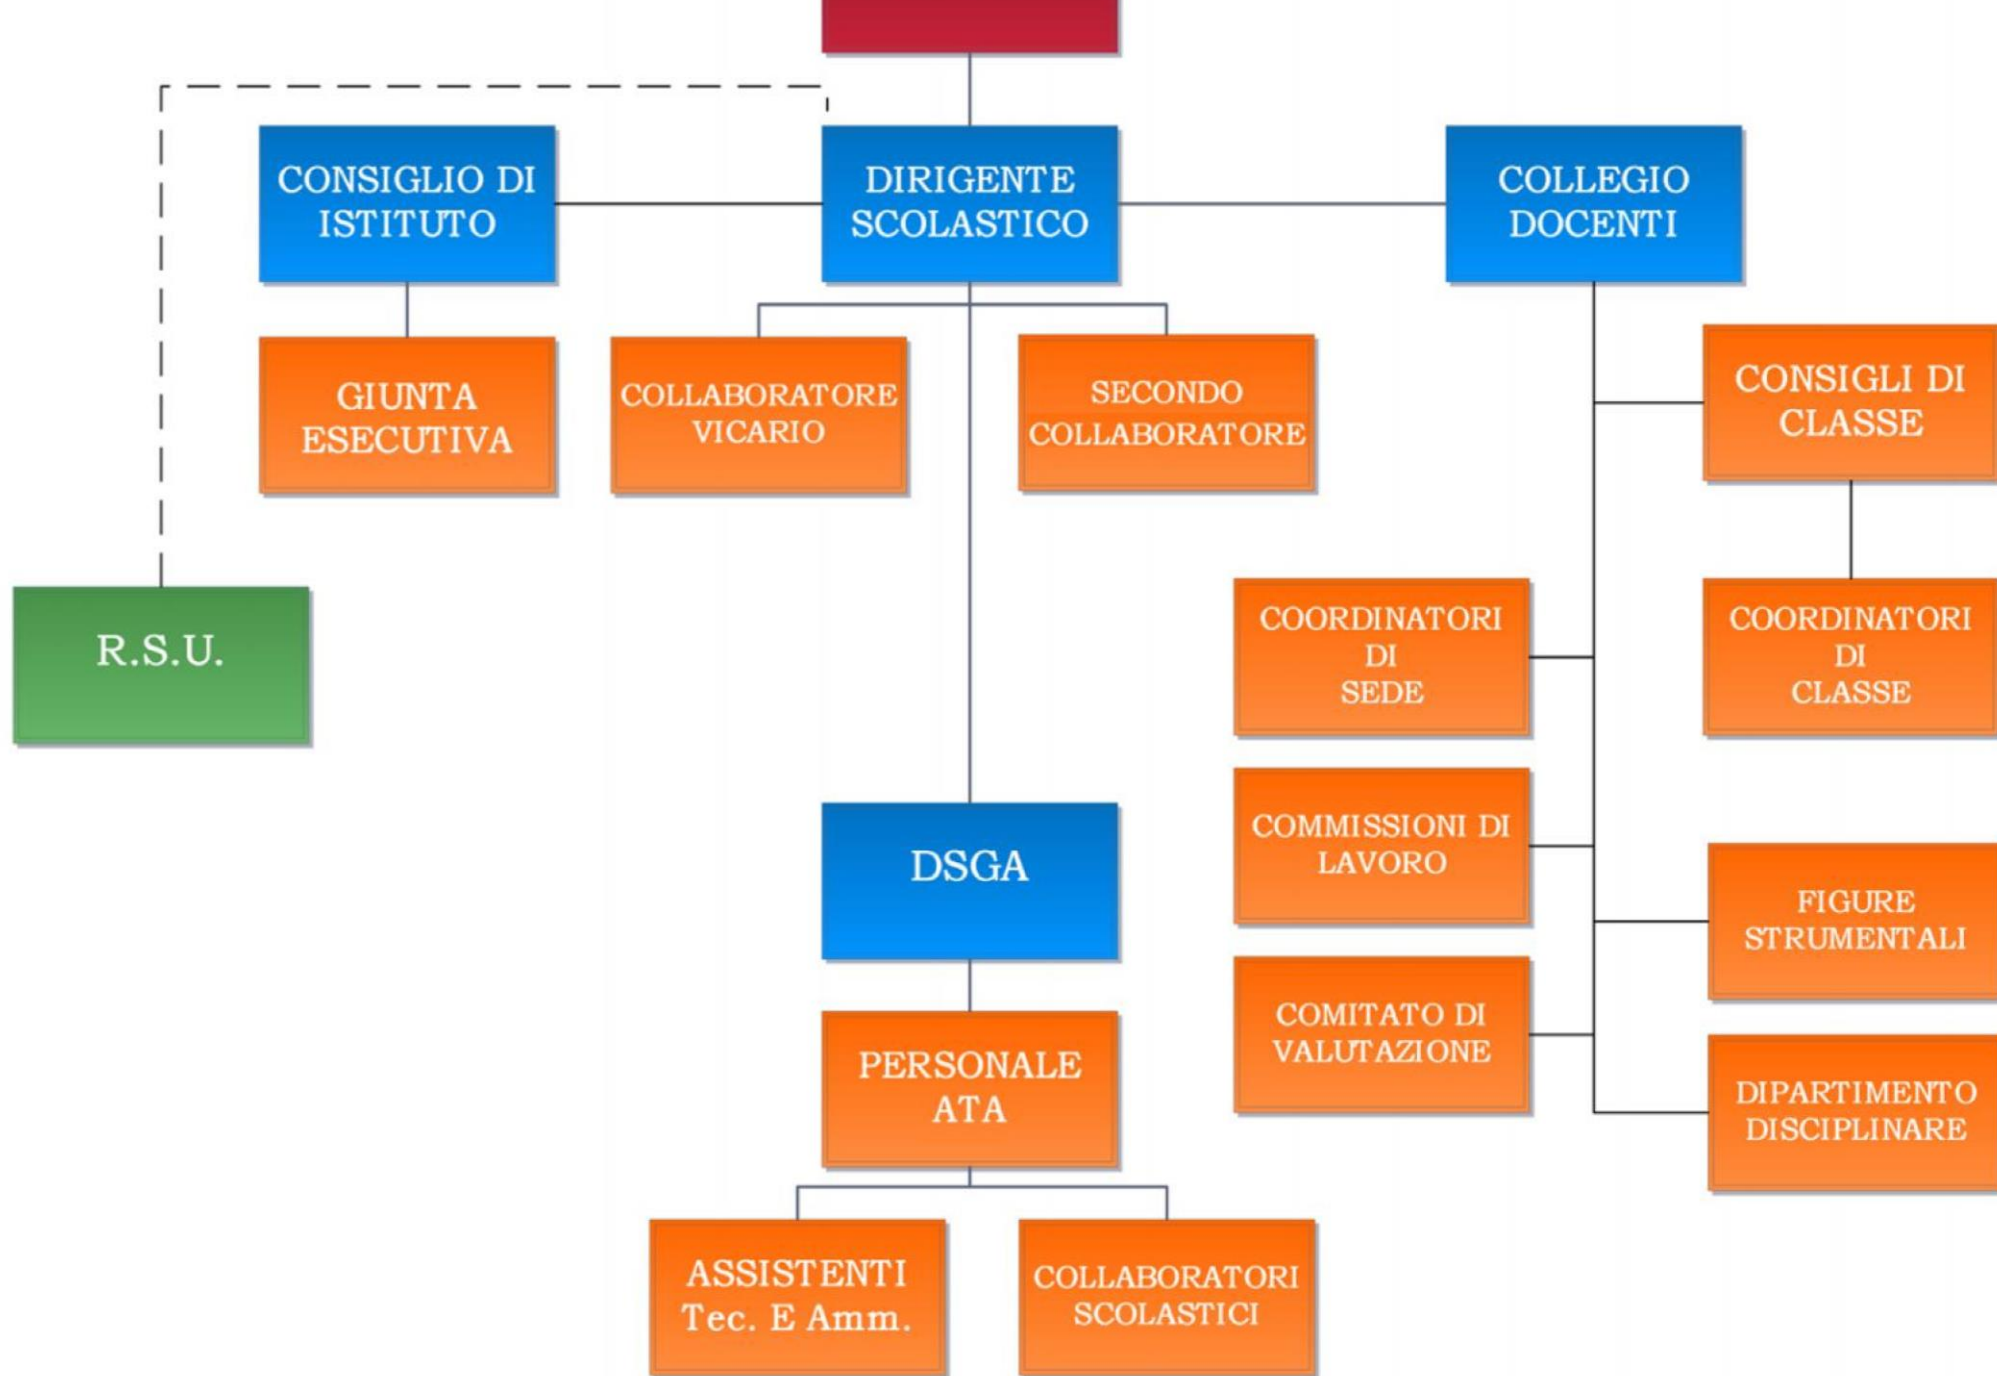 CONSIGLIO DI
ISTITUTO
DIRIGENTE
SCOLASTICO
COLLEGIO
DOCENTI
GIUNTA
ESECUTIVA
COLLABORATORE
VICARIO
SECONDO
COLLABORATORE
CONSIGLI DI
CLASSE
R.S.U.
COORDINATORI
DI
SEDE
COORDINATORI
DI
CLASSE
COMMISSIONI DI
LAVORO
DSGA
FIGURE
STRUMENTALI
COMITATO DI
VALUTAZIONE
PERSONALE
ATA
DIPARTIMENTO
DISCIPLINARE
ASSISTENTI
Tec. E Amm.
COLLABORATORI
SCOLASTICI